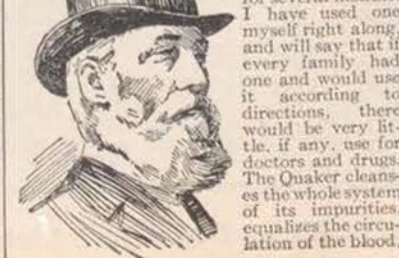 I have used one
myself right along,
and will say that if
every family had
one and would use
it according to
directions, there
would be very lit-
tle, if any, use for
doctors and drugs.
The Quaker cleans-
es the whole system
of its impurities,
equalizes the circu-
lation of the blood,